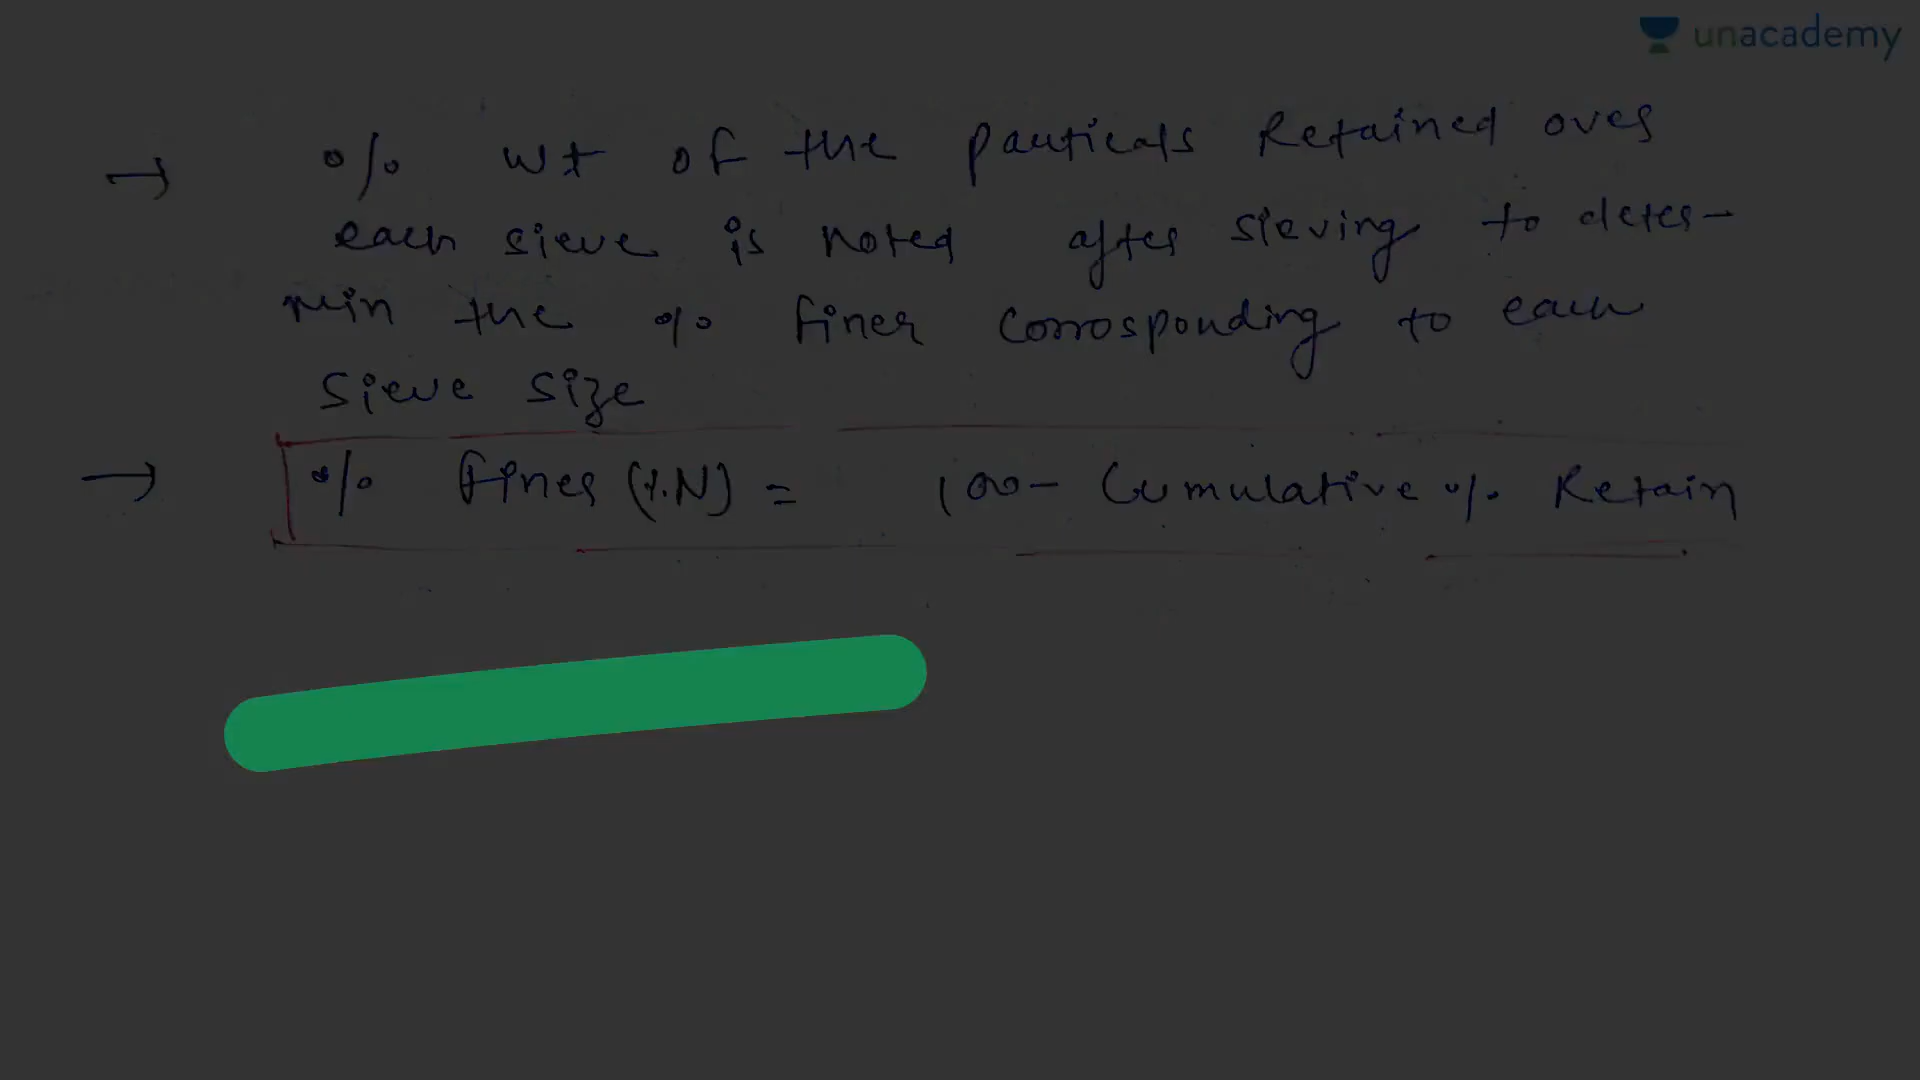 unacademy
→ % wt of the particals Retained over
each sieve is noted after sieving to deter-
min the % finer corrosponding to each
sieve size
→ % finer (%N) = 100 - Cumulative % Retain